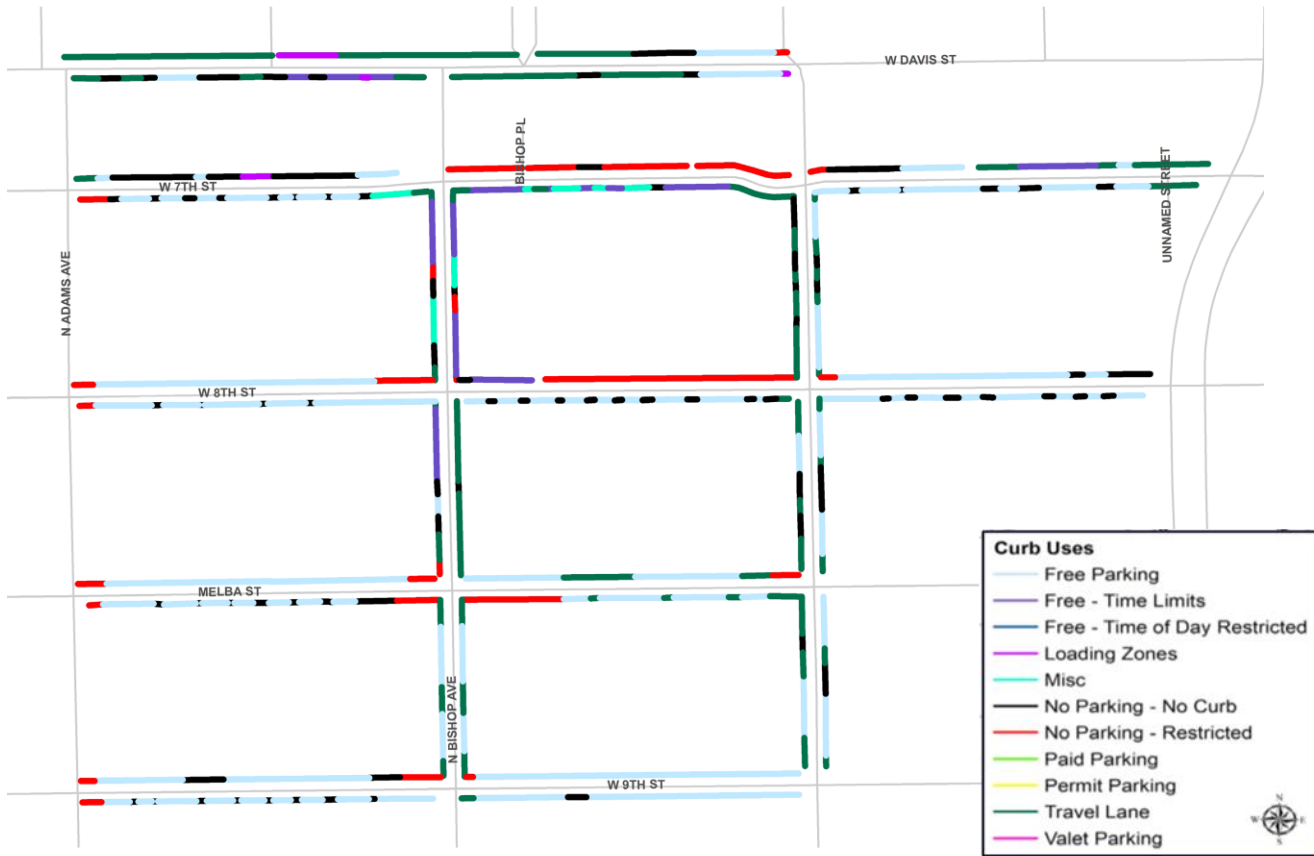 W DAVIS ST
BISHOP PL
W 7TH ST
UNNAMED STREET
N ADAMS AVE
W 8TH ST
MELBA ST
N BISHOP AVE
W 9TH ST
Curb Uses
Free Parking
Free - Time Limits
Free - Time of Day Restricted
Loading Zones
Misc
No Parking - No Curb
No Parking - Restricted
Paid Parking
Permit Parking
Travel Lane
Valet Parking
N
W E
S